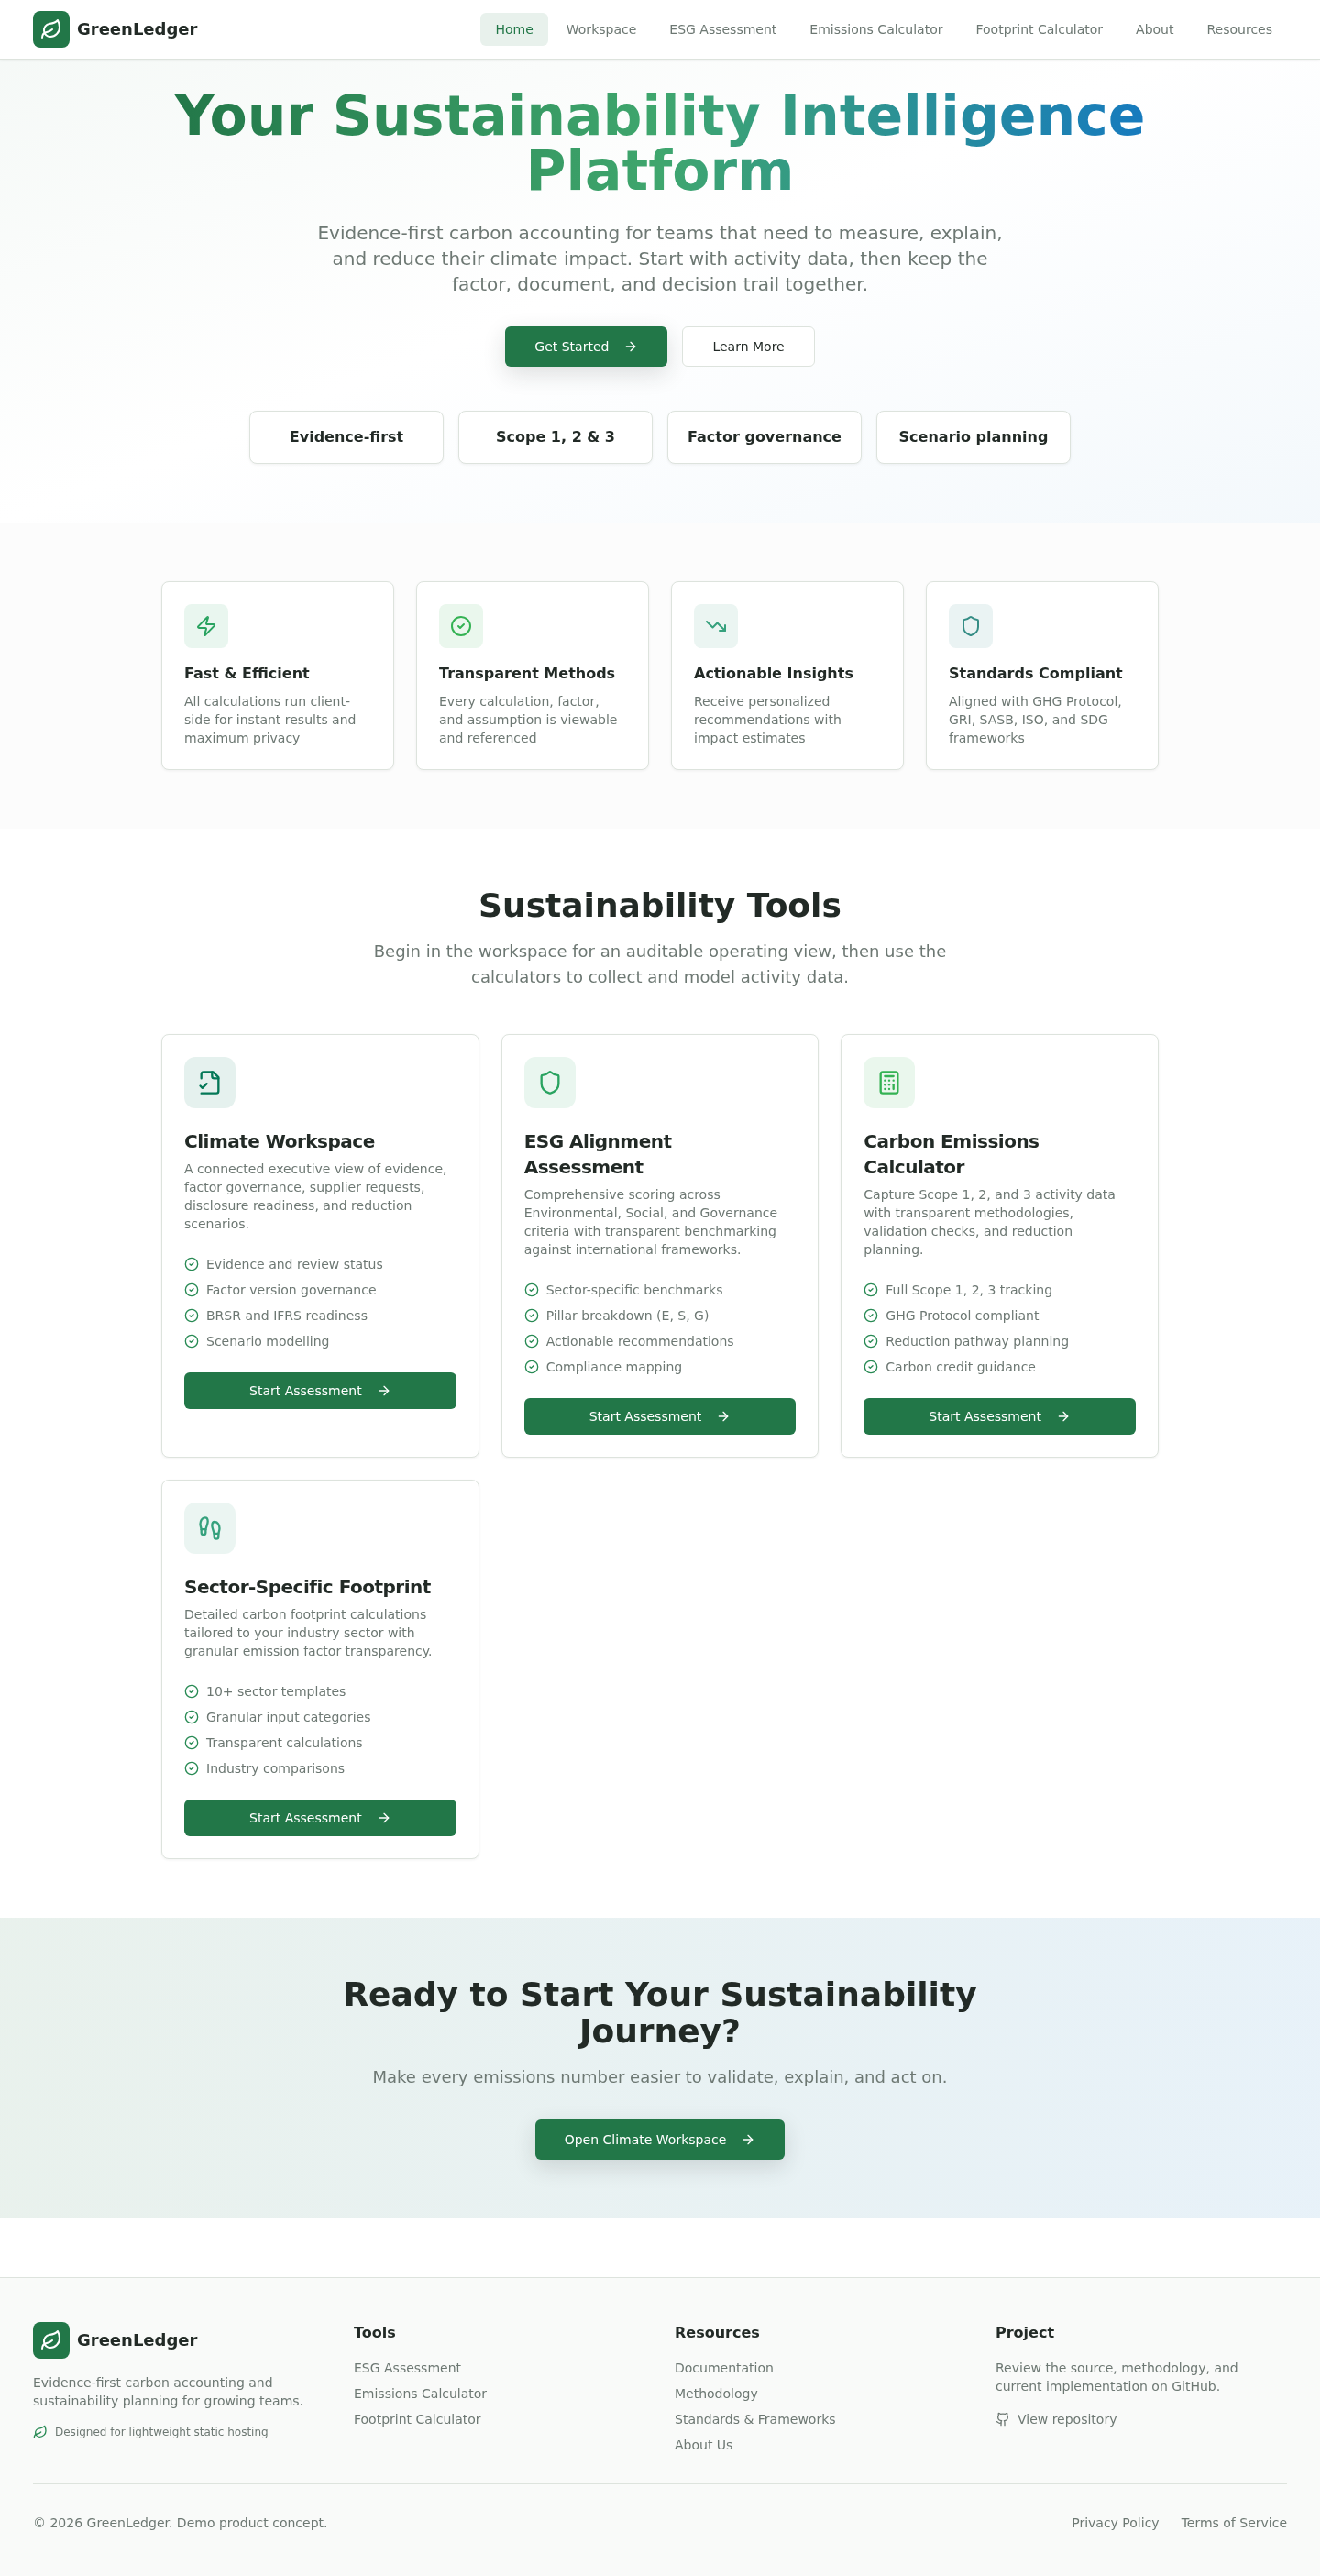 GreenLedger
Home
Workspace
ESG Assessment
Emissions Calculator
Footprint Calculator
About
Resources
Your Sustainability Intelligence
Platform
Evidence-first carbon accounting for teams that need to measure, explain,
and reduce their climate impact. Start with activity data, then keep the
factor, document, and decision trail together.
Get Started
Learn More
Evidence-first
Scope 1, 2 & 3
Factor governance
Scenario planning
Fast & Efficient
All calculations run client-
side for instant results and
maximum privacy
Transparent Methods
Every calculation, factor,
and assumption is viewable
and referenced
Actionable Insights
Receive personalized
recommendations with
impact estimates
Standards Compliant
Aligned with GHG Protocol,
GRI, SASB, ISO, and SDG
frameworks
Sustainability Tools
Begin in the workspace for an auditable operating view, then use the
calculators to collect and model activity data.
Climate Workspace
A connected executive view of evidence,
factor governance, supplier requests,
disclosure readiness, and reduction
scenarios.
Evidence and review status
Factor version governance
BRSR and IFRS readiness
Scenario modelling
Start Assessment
ESG Alignment
Assessment
Comprehensive scoring across
Environmental, Social, and Governance
criteria with transparent benchmarking
against international frameworks.
Sector-specific benchmarks
Pillar breakdown (E, S, G)
Actionable recommendations
Compliance mapping
Start Assessment
Carbon Emissions
Calculator
Capture Scope 1, 2, and 3 activity data
with transparent methodologies,
validation checks, and reduction
planning.
Full Scope 1, 2, 3 tracking
GHG Protocol compliant
Reduction pathway planning
Carbon credit guidance
Start Assessment
Sector-Specific Footprint
Detailed carbon footprint calculations
tailored to your industry sector with
granular emission factor transparency.
10+ sector templates
Granular input categories
Transparent calculations
Industry comparisons
Start Assessment
Ready to Start Your Sustainability
Journey?
Make every emissions number easier to validate, explain, and act on.
Open Climate Workspace
GreenLedger
Evidence-first carbon accounting and
sustainability planning for growing teams.
Designed for lightweight static hosting
Tools
ESG Assessment
Emissions Calculator
Footprint Calculator
Resources
Documentation
Methodology
Standards & Frameworks
About Us
Project
Review the source, methodology, and
current implementation on GitHub.
View repository
© 2026 GreenLedger. Demo product concept.
Privacy Policy
Terms of Service